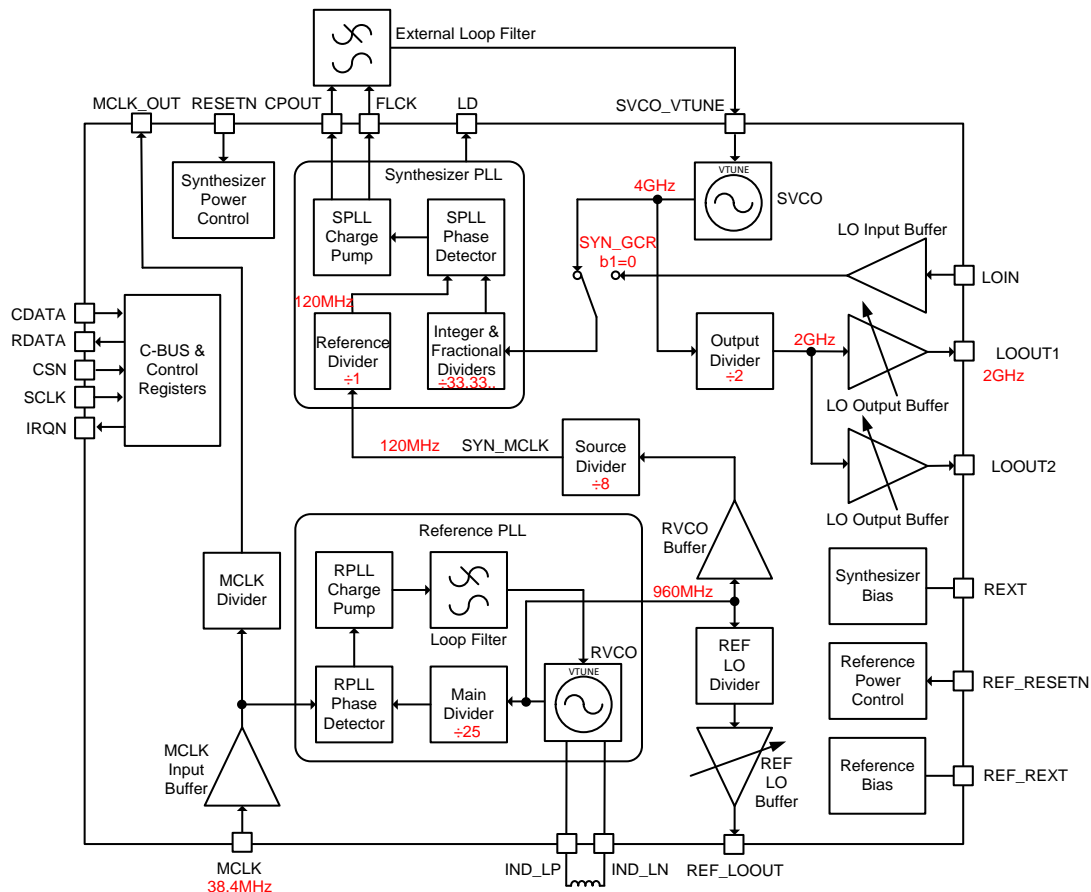 External Loop Filter
MCLK_OUT
RESETN
CPOUT
FLCK
LD
SVCO_VTUNE
Synthesizer
Power
Control
Synthesizer PLL
SPLL
Charge
Pump
SPLL
Phase
Detector
4GHz
VTUNE
SVCO
SYN_GCR
b1=0
LO Input Buffer
LOIN
120MHz
Reference
Divider
÷1
Integer &
Fractional
Dividers
÷33.33..
CDATA
RDATA
CSN
SCLK
IRQN
C-BUS &
Control
Registers
Output
Divider
÷2
2GHz
LOOUT1
2GHz
LO Output Buffer
120MHz
SYN_MCLK
Source
Divider
÷8
LOOUT2
LO Output Buffer
Reference PLL
RVCO
Buffer
MCLK
Divider
RPLL
Charge
Pump
Loop Filter
960MHz
Synthesizer
Bias
REXT
RPLL
Phase
Detector
Main
Divider
÷25
RVCO
VTUNE
REF
LO
Divider
Reference
Power
Control
REF_RESETN
MCLK
Input
Buffer
REF
LO
Buffer
Reference
Bias
REF_REXT
MCLK
38.4MHz
IND_LP
IND_LN
REF_LOOUT